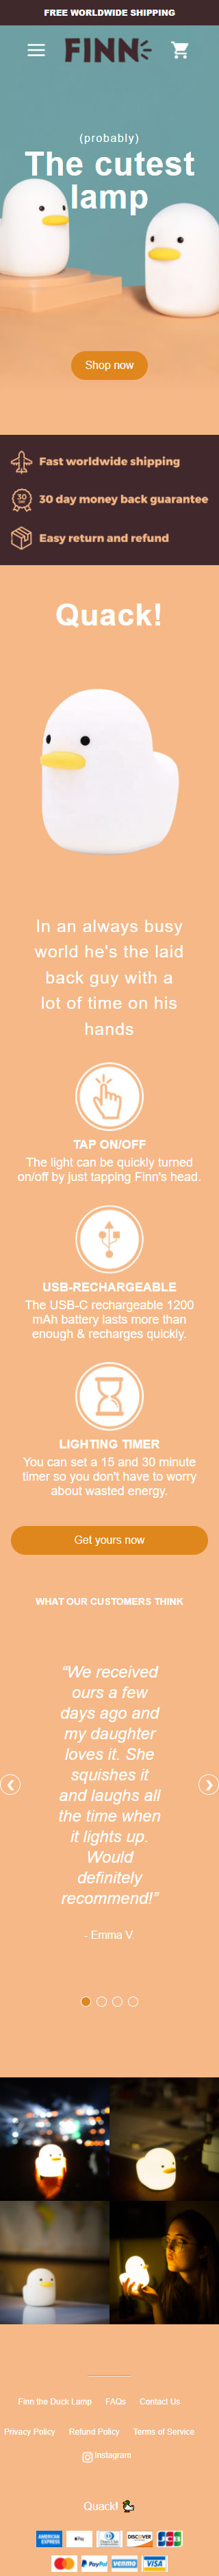 FREE WORLDWIDE SHIPPING
FINN
(probably)
The cutest
lamp
Shop now
Fast worldwide shipping
30 DAY
30 day money back guarantee
Easy return and refund
Quack!
In an always busy
world he's the laid
back guy with a
lot of time on his
hands
TAP ON/OFF
The light can be quickly turned
on/off by just tapping Finn's head.
USB-RECHARGEABLE
The USB-C rechargeable 1200
mAh battery lasts more than
enough & recharges quickly.
LIGHTING TIMER
You can set a 15 and 30 minute
timer so you don't have to worry
about wasted energy.
Get yours now
WHAT OUR CUSTOMERS THINK
“We received
ours a few
days ago and
my daughter
loves it. She
squishes it
and laughs all
the time when
it lights up.
Would
definitely
recommend!”
- Emma V.
Finn the Duck Lamp FAQs Contact Us
Privacy Policy Refund Policy Terms of Service
Instagram
Quack!
AMERICAN EXPRESS Pay Diners Club DISCOVER JCB
PayPal venmo VISA